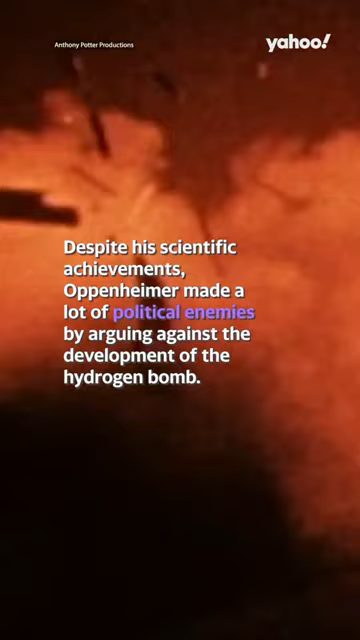 Anthony Potter Productions
yahoo!
Despite his scientific
achievements,
Oppenheimer made a
lot of political enemies
by arguing against the
development of the
hydrogen bomb.